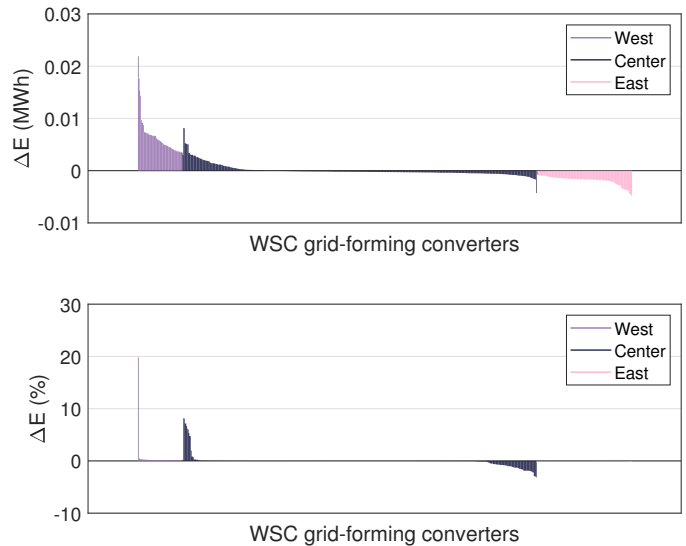 0.03
0.02
0.01
0
-0.01
ΔE (MWh)
West
Center
East
WSC grid-forming converters
30
20
10
0
-10
ΔE (%)
West
Center
East
WSC grid-forming converters